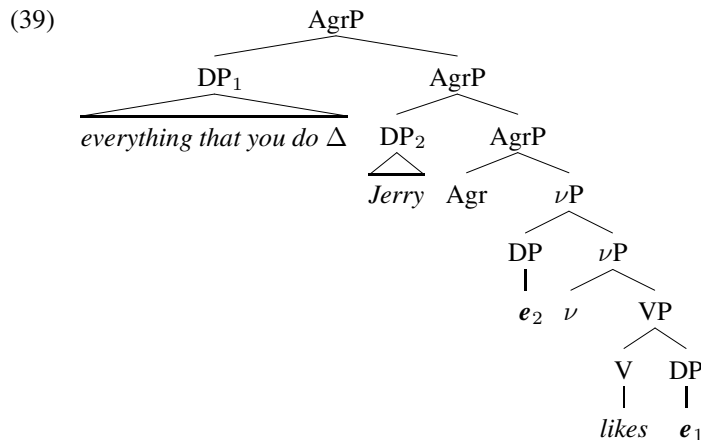 (39) AgrP
DP₁ AgrP
everything that you do Δ DP₂ AgrP
Jerry Agr νP
DP νP
e₂ ν VP
V DP
likes e₁